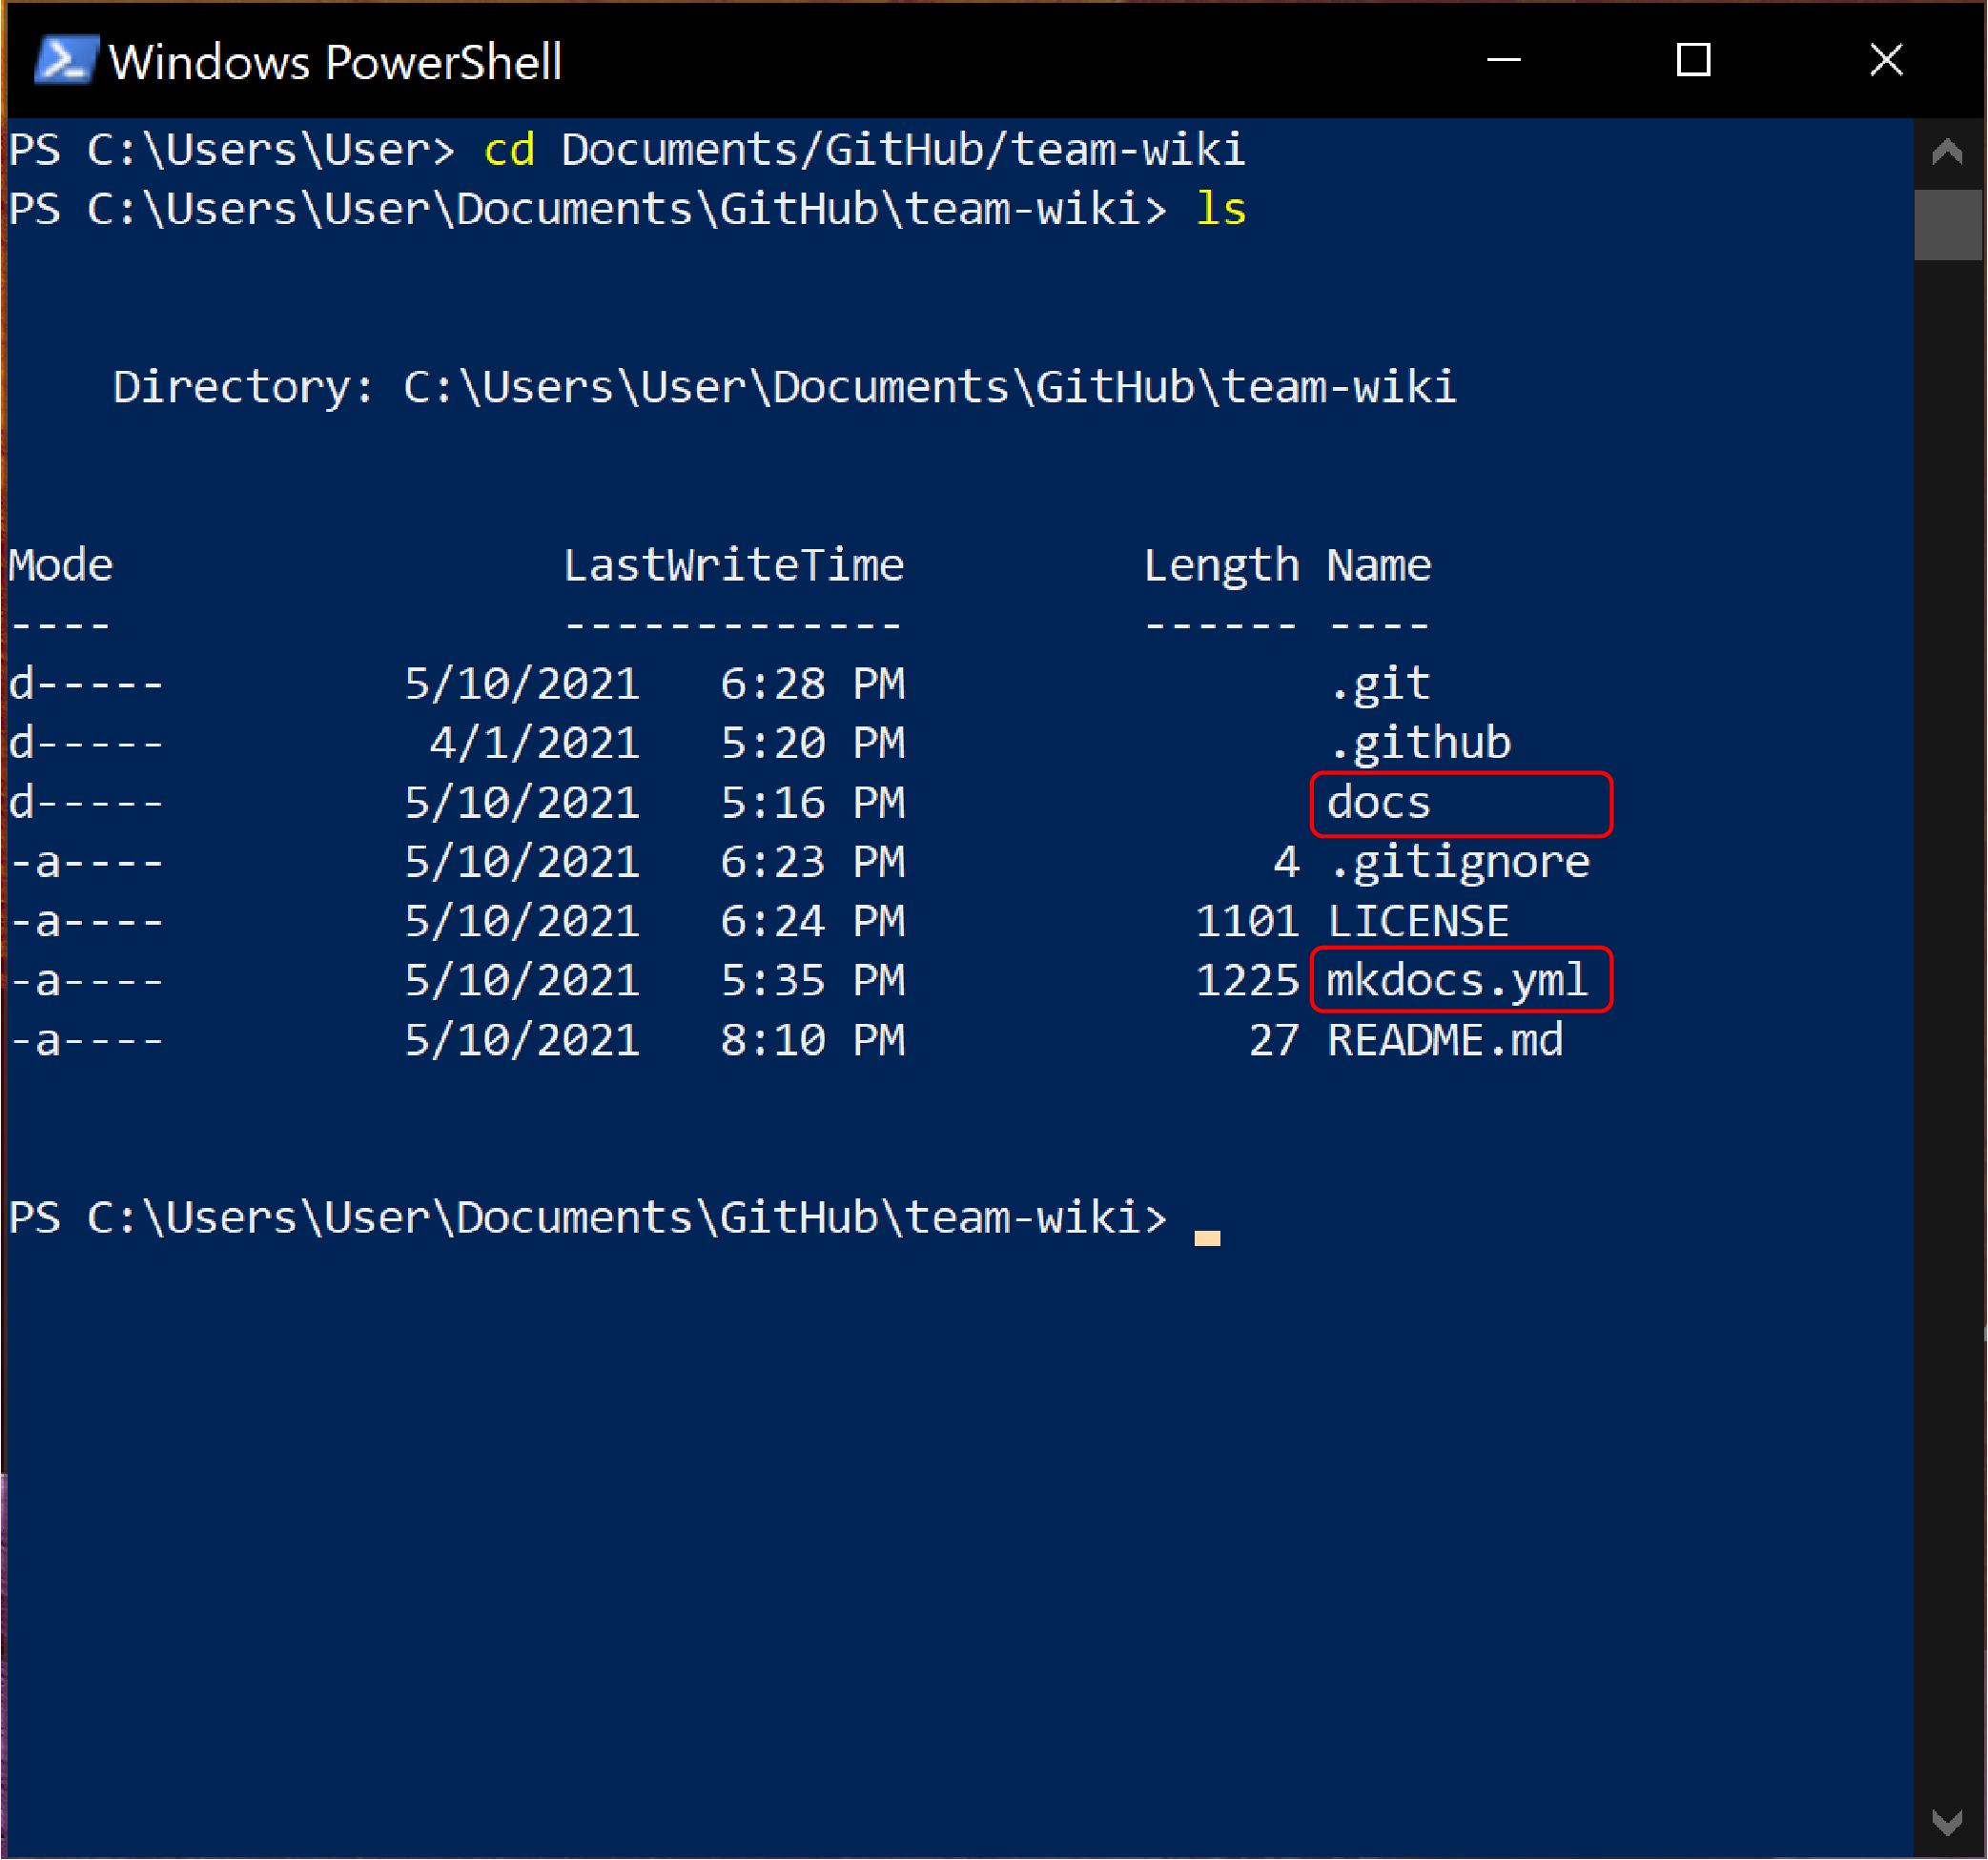 Windows PowerShell
PS C:\Users\User> cd Documents/GitHub/team-wiki
PS C:\Users\User\Documents\GitHub\team-wiki> ls
    Directory: C:\Users\User\Documents\GitHub\team-wiki
Mode                 LastWriteTime         Length Name
----                 -------------         ------ ----
d-----         5/10/2021   6:28 PM                .git
d-----          4/1/2021   5:20 PM                .github
d-----         5/10/2021   5:16 PM                docs
-a----         5/10/2021   6:23 PM              4 .gitignore
-a----         5/10/2021   6:24 PM           1101 LICENSE
-a----         5/10/2021   5:35 PM           1225 mkdocs.yml
-a----         5/10/2021   8:10 PM             27 README.md
PS C:\Users\User\Documents\GitHub\team-wiki>